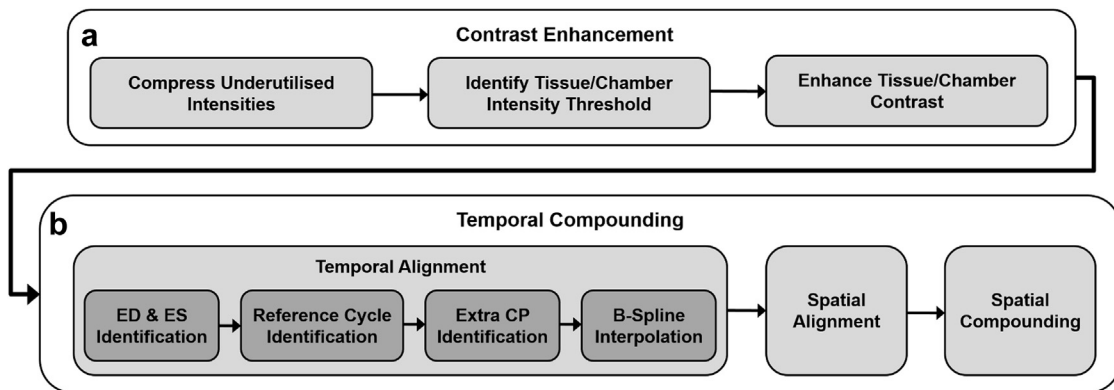 a
Contrast Enhancement
Compress Underutilised
Intensities
Identify Tissue/Chamber
Intensity Threshold
Enhance Tissue/Chamber
Contrast
b
Temporal Compounding
Temporal Alignment
ED & ES
Identification
Reference Cycle
Identification
Extra CP
Identification
B-Spline
Interpolation
Spatial
Alignment
Spatial
Compounding